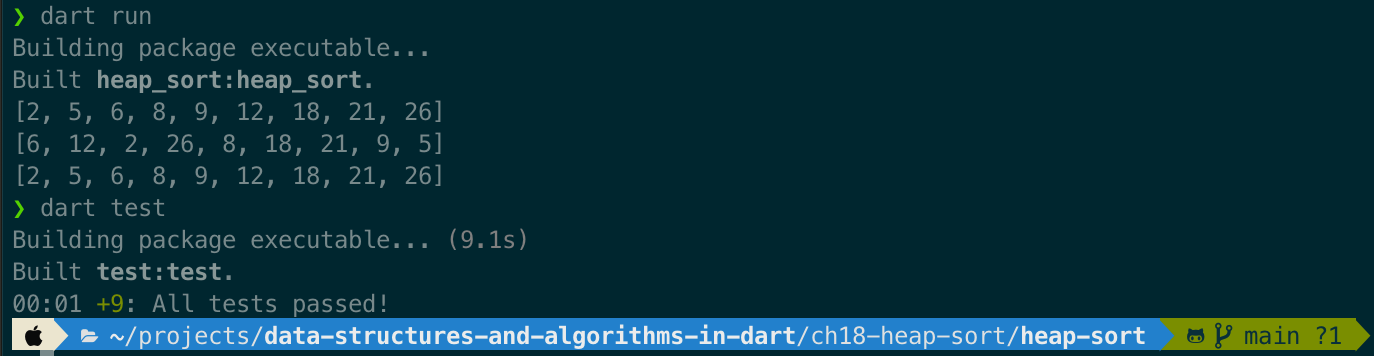 ❯ dart run
Building package executable...
Built heap_sort:heap_sort.
[2, 5, 6, 8, 9, 12, 18, 21, 26]
[6, 12, 2, 26, 8, 18, 21, 9, 5]
[2, 5, 6, 8, 9, 12, 18, 21, 26]
❯ dart test
Building package executable... (9.1s)
Built test:test.
00:01 +9: All tests passed!
~/projects/data-structures-and-algorithms-in-dart/ch18-heap-sort/heap-sort main ?1